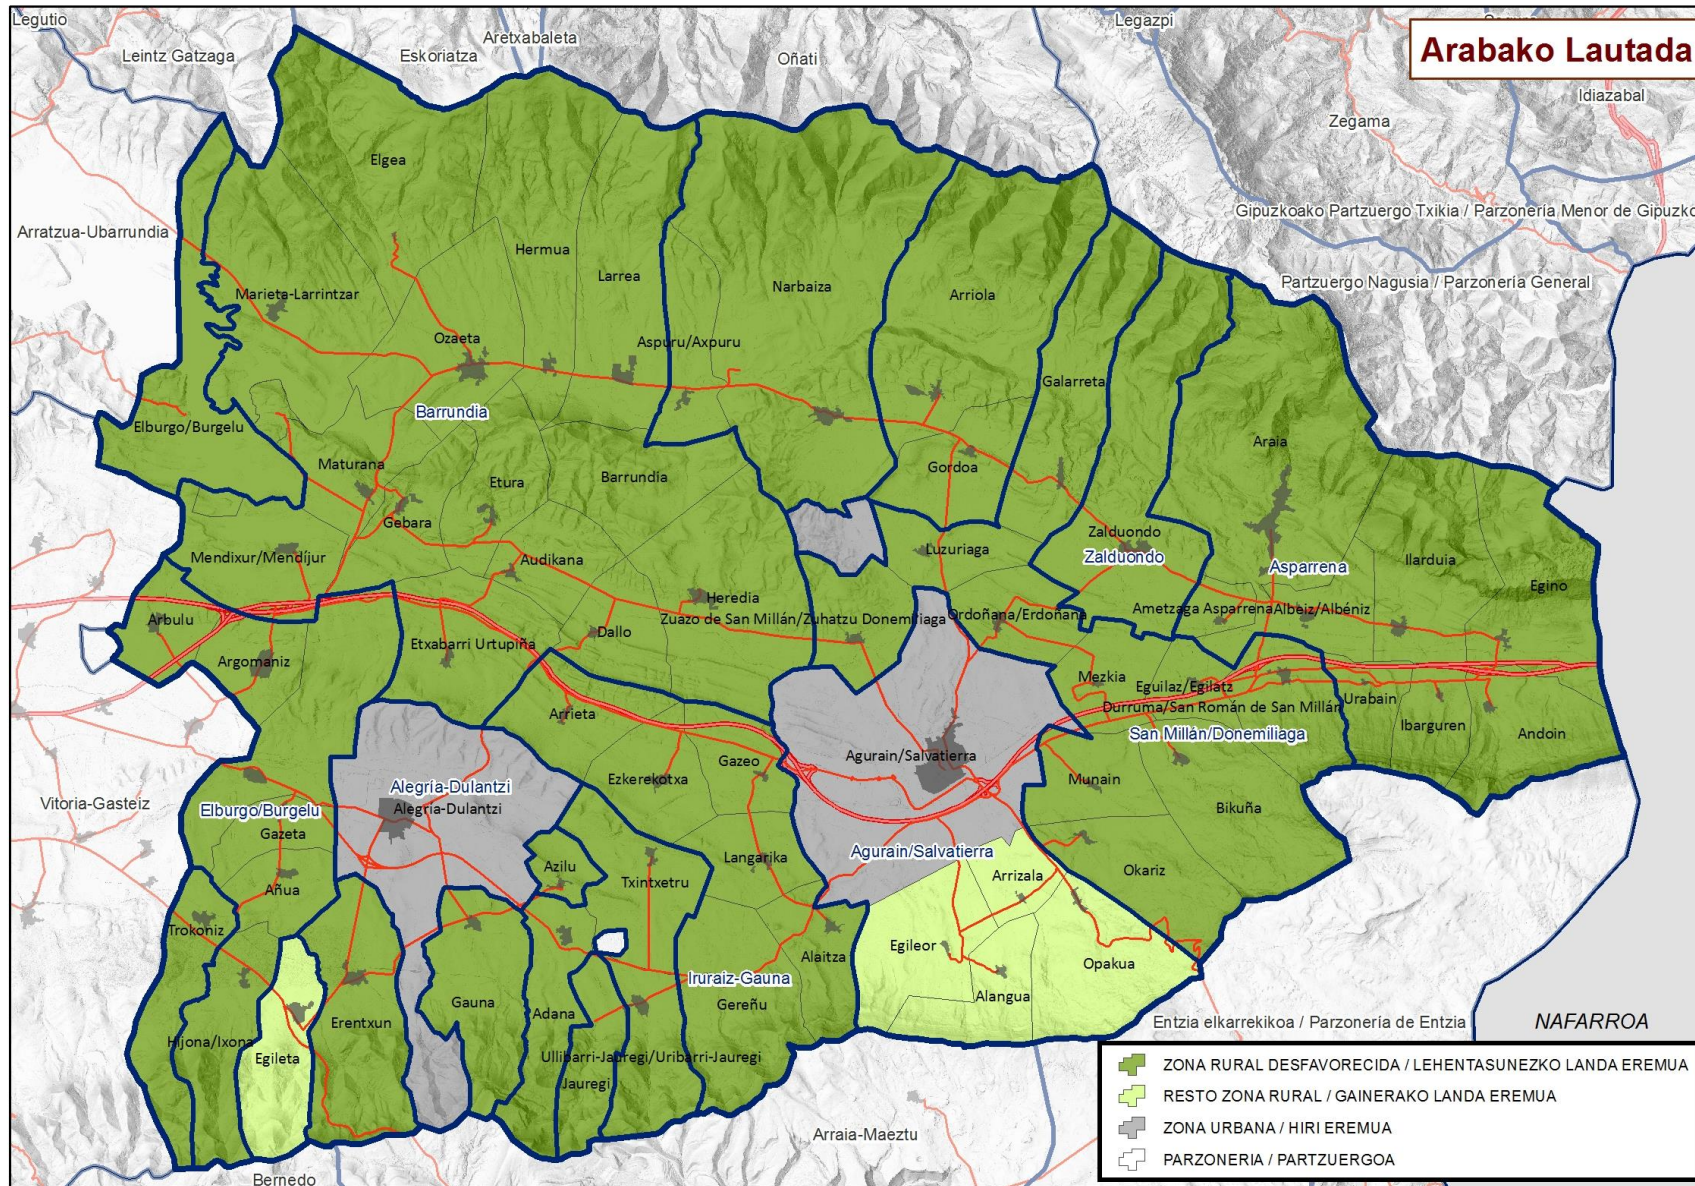 Legutio
Leintz Gatzaga
Eskoriatza
Aretxabaleta
Oñati
Legazpi
Arabako Lautada
Idiazabal
Zegama
Elgea
Arratzua-Ubarrundia
Gipuzkoako Partzuergo Txikia / Parzonería Menor de Gipuzko
Partzuergo Nagusia / Parzonería General
Hermua
Larrea
Narbaiza
Arriola
Marieta-Larrintzar
Ozaeta
Aspuru/Axpuru
Galarreta
Barrundia
Elburgo/Burgelu
Araia
Maturana
Etura
Barrundia
Gordoa
Gebara
Zalduondo
Mendixur/Mendíjur
Audikana
Luzuriaga
Zalduondo
Asparrena
Ilarduia
Egino
Heredia
Arbulu
Zuazo de San Millán/Zuhatzu Donemiliaga
Ordoñana/Erdoñana
Ametzaga Asparrena
Albeiz/Albéniz
Etxabarri Urtupiña
Dallo
Argomaniz
Mezkia
Eguilaz/Egilatz
Urabain
Durruma/San Román de San Millán
Arrieta
Ibarguren
Andoin
San Millán/Donemiliaga
Agurain/Salvatierra
Gazeo
Ezkerekotxa
Munain
Bikuña
Alegría-Dulantzi
Alegría-Dulantzi
Vitoria-Gasteiz
Elburgo/Burgelu
Gazeta
Agurain/Salvatierra
Langarika
Azilu
Txintxetru
Okariz
Arrizala
Añua
Trokoniz
Egileor
Alaitza
Opakua
Iruraiz-Gauna
Alangua
Gauna
Adana
Gereñu
Erentxun
Entzia elkarrekikoa / Parzonería de Entzia
NAFARROA
Hijona/Ixona
Egileta
Ullibarri-Jauregi/Uribarri-Jauregi
Jauregi
Arraia-Maeztu
Bernedo
ZONA RURAL DESFAVORECIDA / LEHENTASUNEZKO LANDA EREMUA
RESTO ZONA RURAL / GAINERAKO LANDA EREMUA
ZONA URBANA / HIRI EREMUA
PARZONERIA / PARTZUERGOA